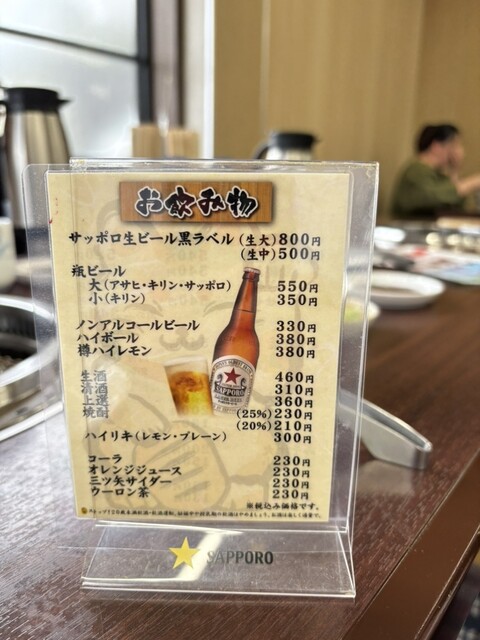 お飲み物
サッポロ生ビール黒ラベル(生大)800円
(生中)500円
瓶ビール
大(アサヒ・キリン・サッポロ) 550円
小(キリン) 350円
ノンアルコールビール 330円
ハイボール 380円
樽ハイレモン 380円
生酒 460円
清酒 310円
上選 360円
焼酎 (25%)230円
(20%)210円
ハイリキ(レモン・プレーン) 300円
コーラ 230円
オレンジジュース 230円
三ツ矢サイダー 230円
ウーロン茶 230円
※税込み価格です。
SAPPORO
SAPPORO